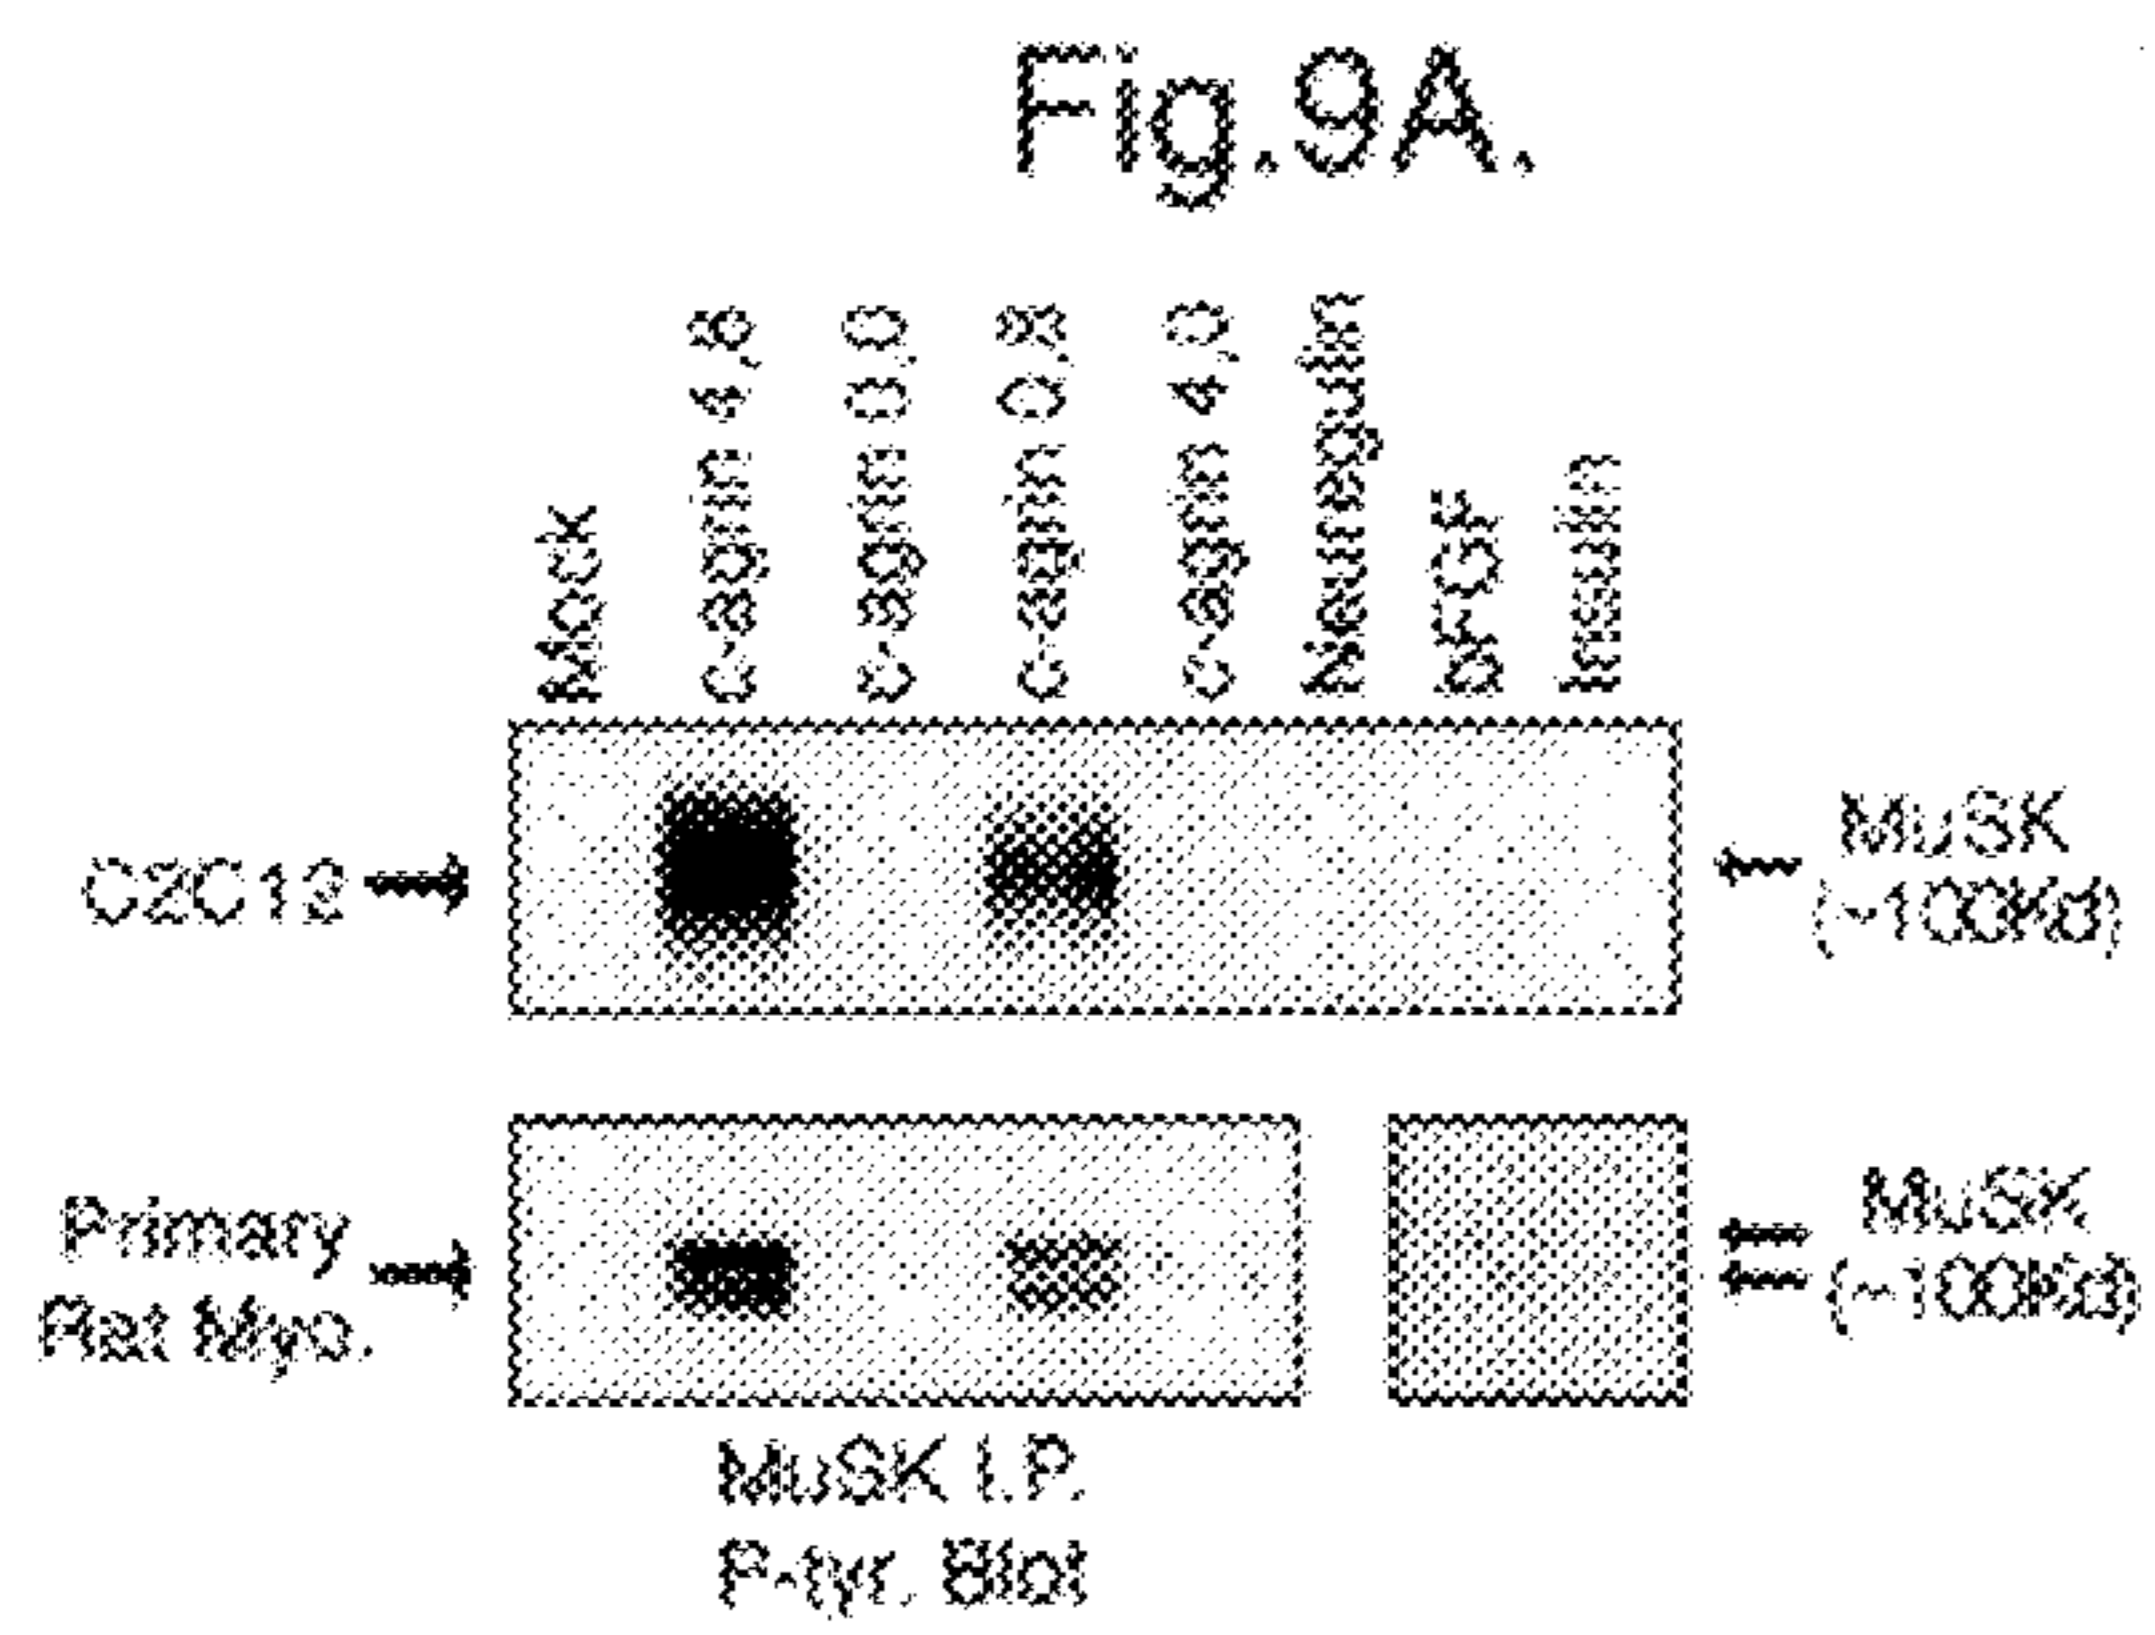 Fig.9A.
Mock
c-agrin 4,8
c-agrin 0,0
c-agrin 0,8
c-agrin 4,0
Neuregulin
bFGF
Insulin
C2C12
MuSK
(~100Kd)
Primary
Rat Myo.
MuSK
(~100Kd)
MuSK I.P.
P-tyr. Blot